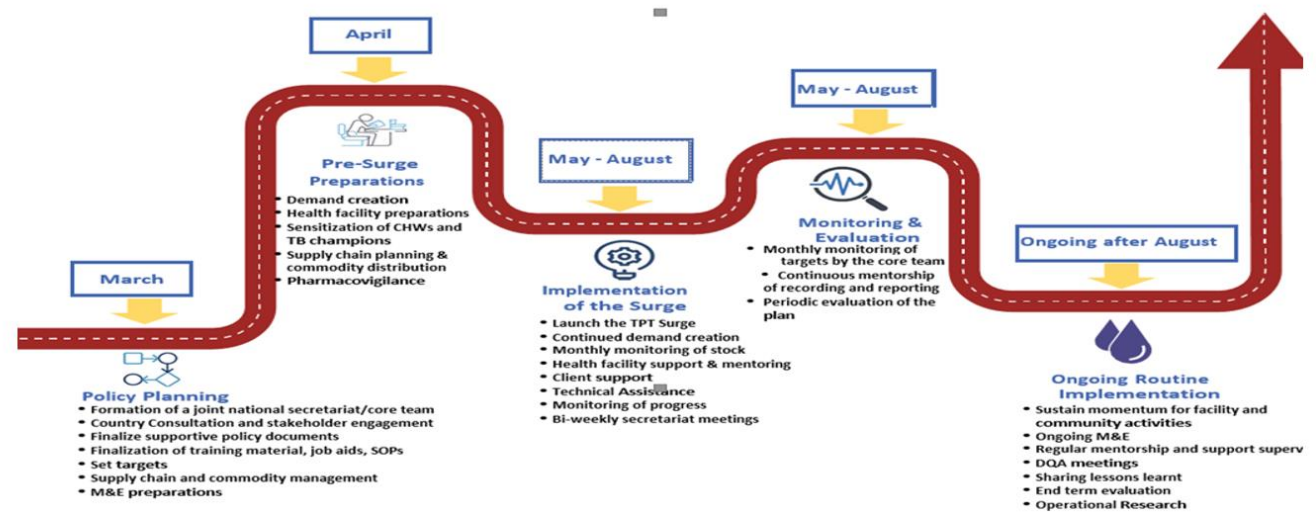 March
Policy Planning
• Formation of a joint national secretariat/core team
• Country Consultation and stakeholder engagement
• Finalize supportive policy documents
• Finalization of training material, job aids, SOPs
• Set targets
• Supply chain and commodity management
• M&E preparations
April
Pre-Surge
Preparations
• Demand creation
• Health facility preparations
• Sensitization of CHWs and
TB champions
• Supply chain planning &
commodity distribution
• Pharmacovigilance
May - August
Implementation
of the Surge
• Launch the TPT Surge
• Continued demand creation
• Monthly monitoring of stock
• Health facility support & mentoring
• Client support
• Technical Assistance
• Monitoring of progress
• Bi-weekly secretariat meetings
May - August
Monitoring &
Evaluation
• Monthly monitoring of
targets by the core team
• Continuous mentorship
of recording and reporting
• Periodic evaluation of the
plan
Ongoing after August
Ongoing Routine
Implementation
• Sustain momentum for facility and
community activities
• Ongoing M&E
• Regular mentorship and support superv
• DQA meetings
• Sharing lessons learnt
• End term evaluation
• Operational Research